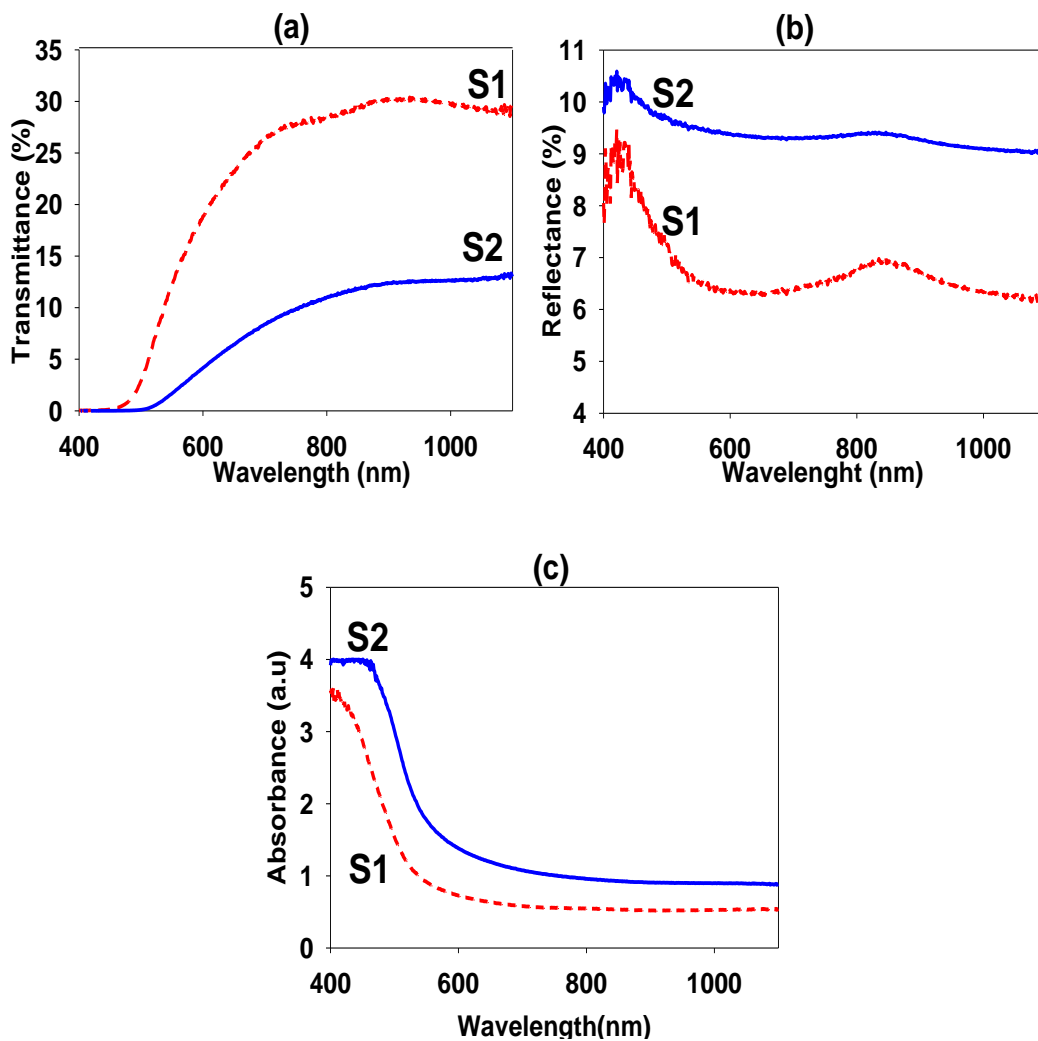 (a)
35
30
25
20
15
10
5
0
Transmittance (%)
S1
S2
400 600 800 1000
Wavelength (nm)
(b)
11
10
9
8
7
6
5
4
Reflectance (%)
S2
S1
400 600 800 1000
Wavelenght (nm)
(c)
5
4
3
2
1
0
Absorbance (a.u)
S2
S1
400 600 800 1000
Wavelength(nm)